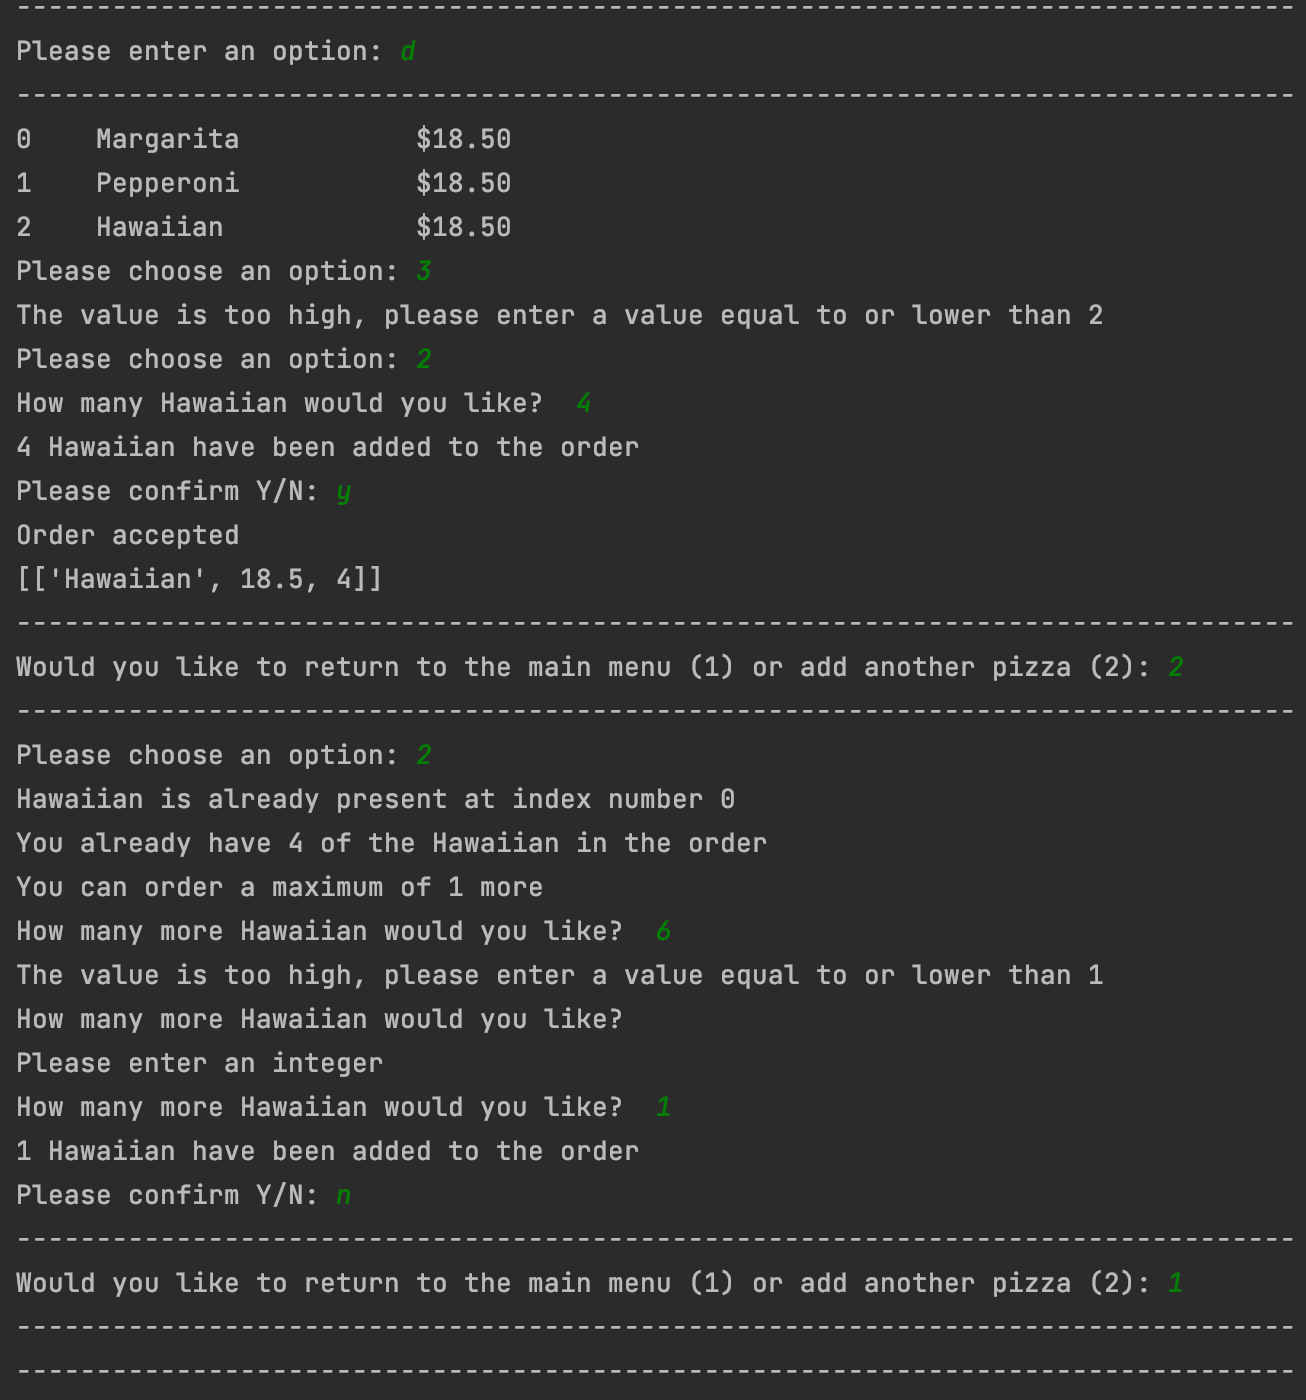 --------------------------------------------------------------------------------
Please enter an option: d
--------------------------------------------------------------------------------
0    Margarita           $18.50
1    Pepperoni           $18.50
2    Hawaiian            $18.50
Please choose an option: 3
The value is too high, please enter a value equal to or lower than 2
Please choose an option: 2
How many Hawaiian would you like?  4
4 Hawaiian have been added to the order
Please confirm Y/N: y
Order accepted
[['Hawaiian', 18.5, 4]]
--------------------------------------------------------------------------------
Would you like to return to the main menu (1) or add another pizza (2): 2
--------------------------------------------------------------------------------
Please choose an option: 2
Hawaiian is already present at index number 0
You already have 4 of the Hawaiian in the order
You can order a maximum of 1 more
How many more Hawaiian would you like?  6
The value is too high, please enter a value equal to or lower than 1
How many more Hawaiian would you like?
Please enter an integer
How many more Hawaiian would you like?  1
1 Hawaiian have been added to the order
Please confirm Y/N: n
--------------------------------------------------------------------------------
Would you like to return to the main menu (1) or add another pizza (2): 1
--------------------------------------------------------------------------------
--------------------------------------------------------------------------------